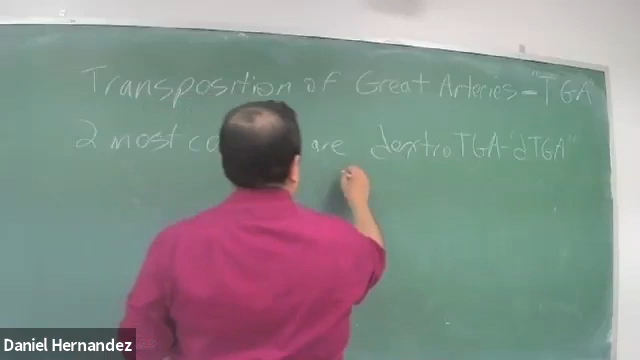 Transposition of Great Arteries - "TGA"
2 most are dextro TGA - "dTGA"
Daniel Hernandez